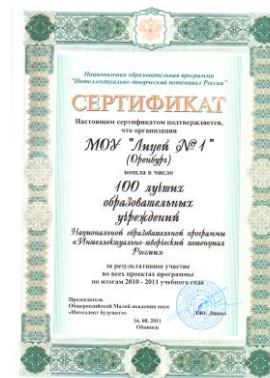 Национальная образовательная программа
"Интеллектуально-творческий потенциал России"
СЕРТИФИКАТ
Настоящим сертификатом подтверждается,
что организация
МОУ "Лицей №1"
(Оренбург)
вошла в число
100 лучших
образовательных
учреждений
Национальной образовательной программы
«Интеллектуально-творческий потенциал
России»
за результативное участие
во всех проектах программы
по итогам 2010 - 2011 учебного года
Председатель
Общероссийской Малой академии наук
«Интеллект будущего»
Ляшко
16. 08. 2011
Обнинск